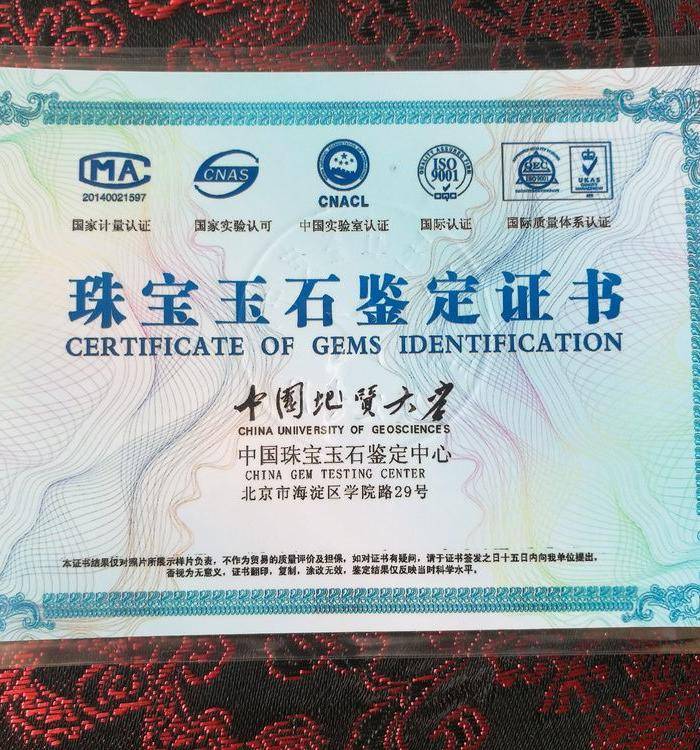 CMA
CNAS
CNACL
ISO
9001
UKAS
20140021597
国家计量认证
国家实验认可
中国实验室认证
国际认证
国际质量体系认证
珠宝玉石鉴定证书
CERTIFICATE OF GEMS IDENTIFICATION
中国地质大学
CHINA UNIIVERSITY OF GEOSCIENCES
中国珠宝玉石鉴定中心
CHINA GEM TESTING CENTER
北京市海淀区学院路29号
本证书结果仅对照片所展示样片负责，不作为贸易的质量评价及担保，如对证书有疑问，请于证书签发之日十五日内向我单位提出，
香视为无意义，证书翻印，复制，涂改无效，鉴定结果仅反映当时科学水平，